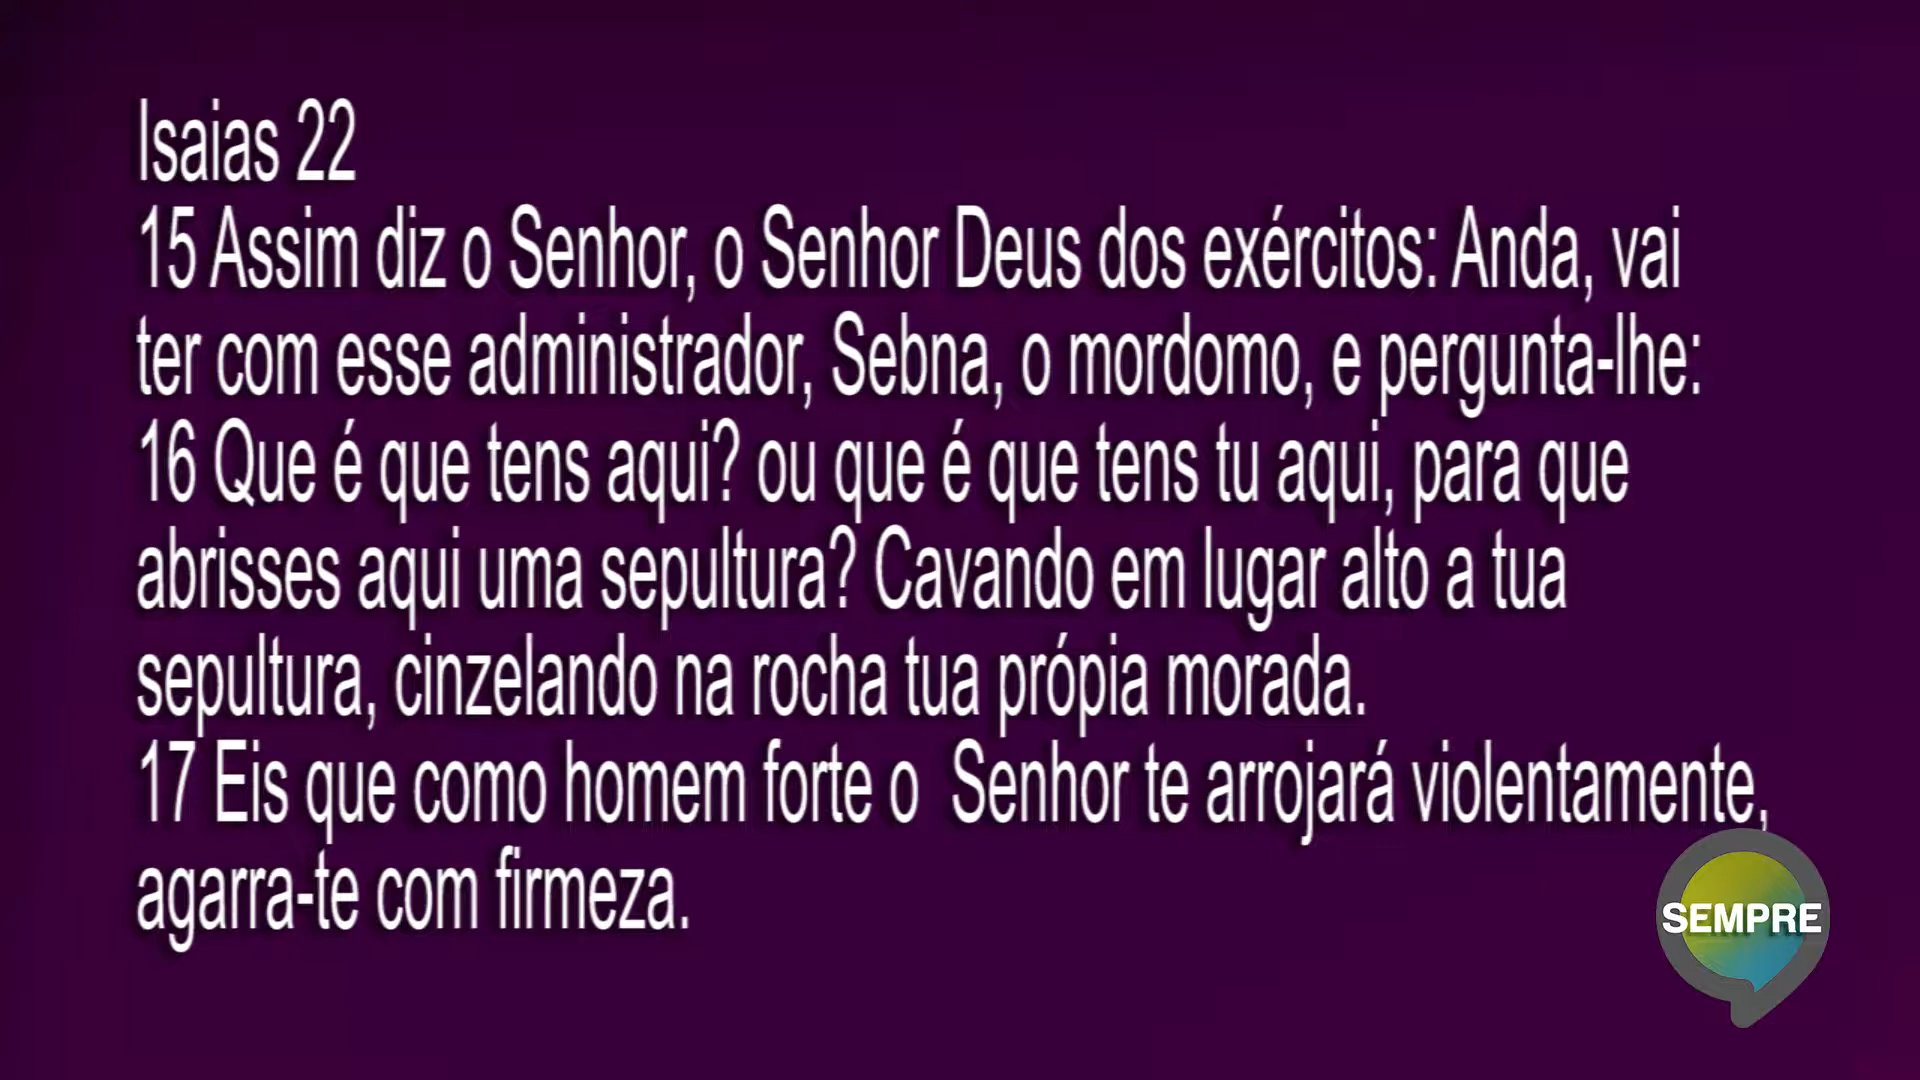 Isaias 22
15 Assim diz o Senhor, o Senhor Deus dos exércitos: Anda, vai
ter com esse administrador, Sebna, o mordomo, e pergunta-lhe:
16 Que é que tens aqui? ou que é que tens tu aqui, para que
abrisses aqui uma sepultura? Cavando em lugar alto a tua
sepultura, cinzelando na rocha tua própia morada.
17 Eis que como homem forte o  Senhor te arrojará violentamente,
agarra-te com firmeza.
SEMPRE